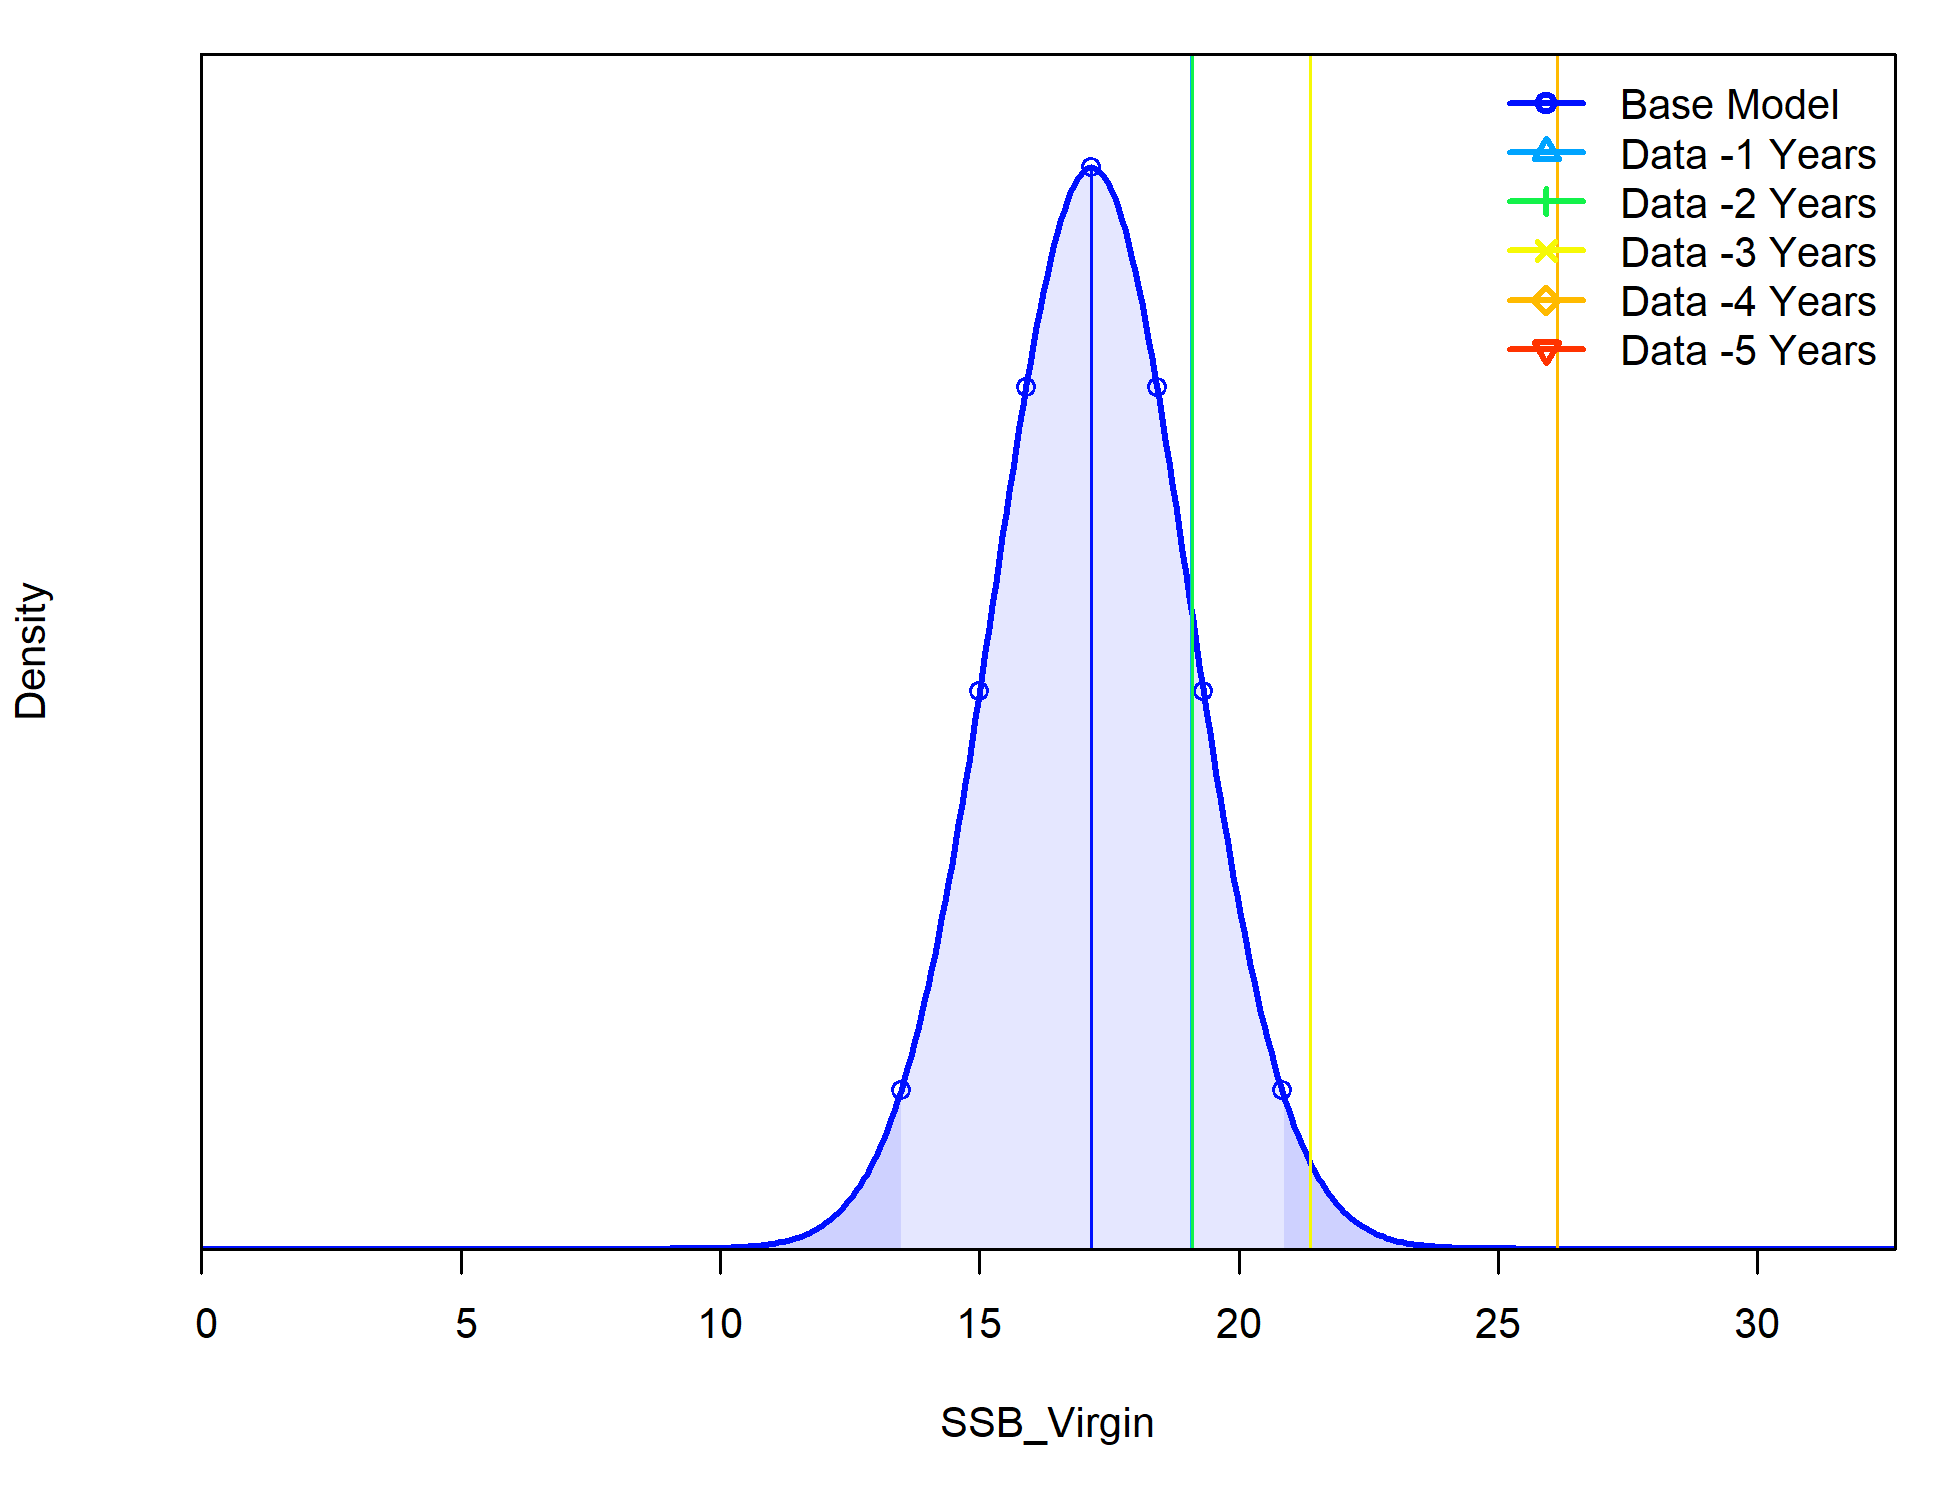 Base Model
Data -1 Years
Data -2 Years
Data -3 Years
Data -4 Years
Data -5 Years
Density
0 5 10 15 20 25 30
SSB_Virgin